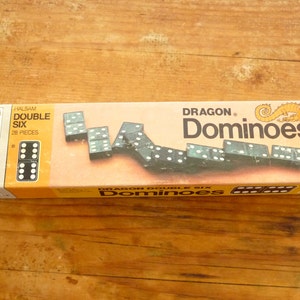 HALSAM
DOUBLE
SIX
28 PIECES
DRAGON®
Dominoes
DRAGON DOUBLE SIX
Dominoes